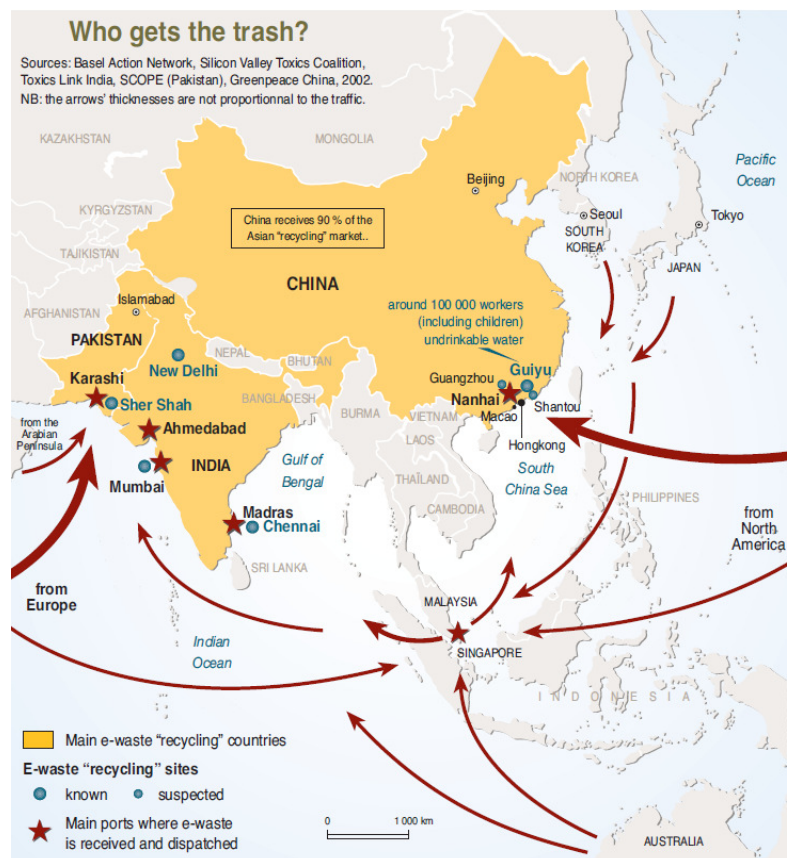 Who gets the trash?
Sources: Basel Action Network, Silicon Valley Toxics Coalition,
Toxics Link India, SCOPE (Pakistan), Greenpeace China, 2002.
NB: the arrows' thicknesses are not proportionnal to the traffic.
KAZAKHSTAN
MONGOLIA
Pacific
Ocean
KYRGYZSTAN
TAJIKISTAN
Beijing
NORTH KOREA
Seoul
SOUTH
KOREA
Tokyo
JAPAN
China receives 90 % of the
Asian "recycling" market..
CHINA
AFGHANISTAN
Islamabad
PAKISTAN
around 100 000 workers
(including children)
undrinkable water
New Delhi
NEPAL
BHUTAN
Karashi
Sher Shah
BANGLADESH
Guangzhou
Guiyu
Nanhai
Shantou
Macao
Hongkong
from the
Arabian
Peninsula
Ahmedabad
INDIA
Mumbai
BURMA
VIETNAM
LAOS
Gulf of
Bengal
THAÏLAND
South
China Sea
CAMBODIA
PHILIPPINES
Madras
Chennai
from
North
America
SRI LANKA
from
Europe
MALAYSIA
Indian
Ocean
SINGAPORE
INDONESIA
Main e-waste "recycling" countries
E-waste "recycling" sites
known
suspected
Main ports where e-waste
is received and dispatched
0
1 000 km
AUSTRALIA